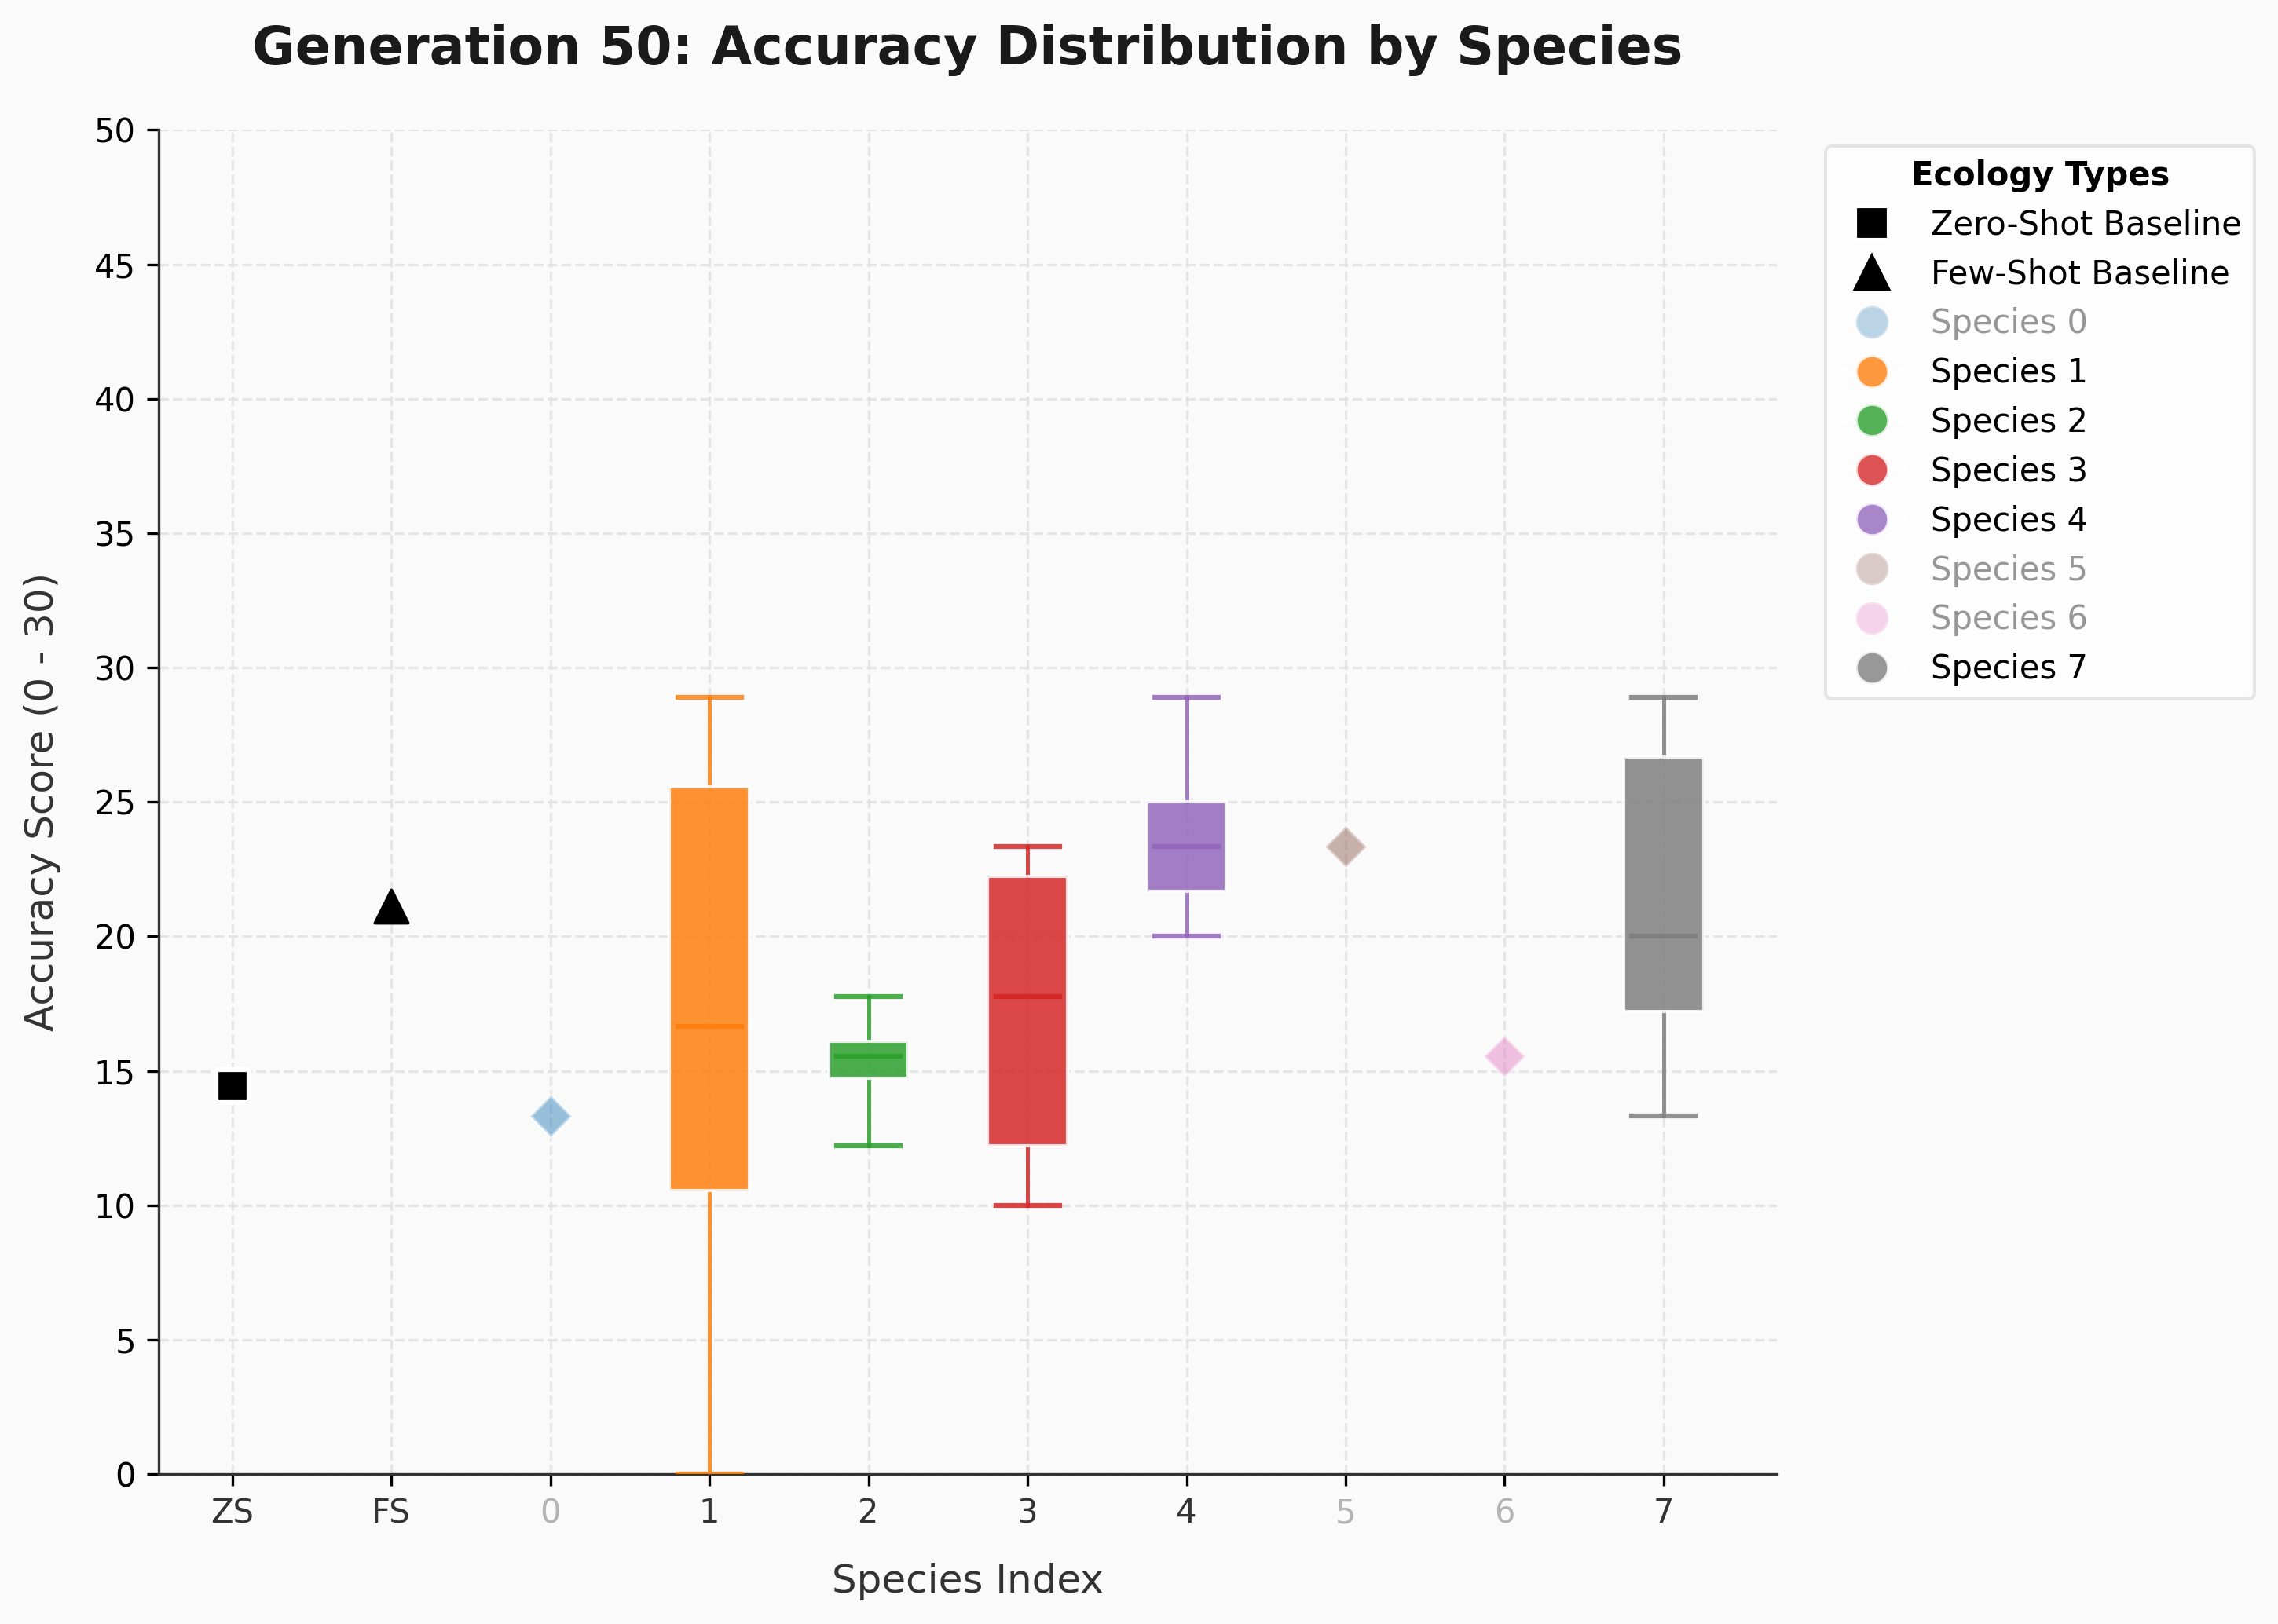 Generation 50: Accuracy Distribution by Species
50
45
40
35
30
25
20
15
10
5
0
Accuracy Score (0 - 30)
ZS FS 0 1 2 3 4 5 6 7
Species Index
Ecology Types
Zero-Shot Baseline
Few-Shot Baseline
Species 0
Species 1
Species 2
Species 3
Species 4
Species 5
Species 6
Species 7